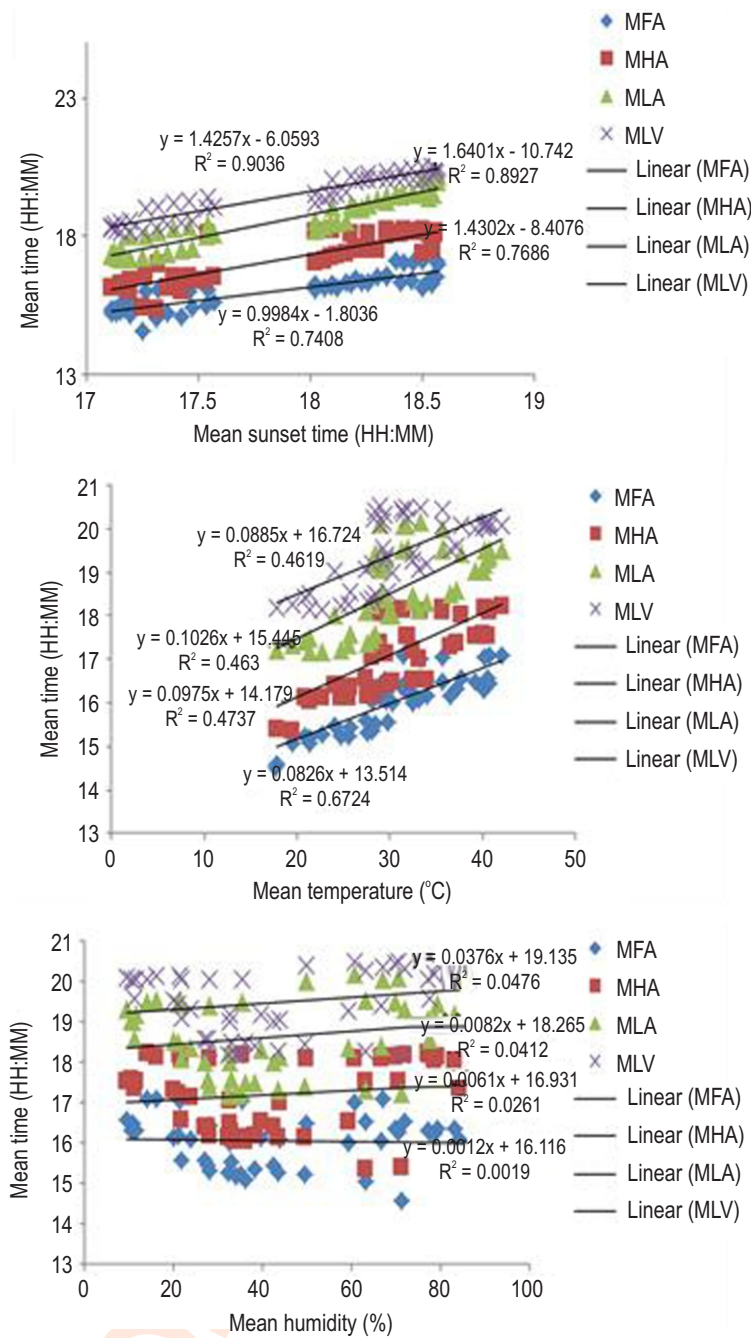 MFA
MHA
MLA
MLV
Linear (MFA)
Linear (MHA)
Linear (MLA)
Linear (MLV)
23
18
13
Mean time (HH:MM)
y = 1.4257x - 6.0593
R² = 0.9036
y = 1.6401x - 10.742
R² = 0.8927
y = 1.4302x - 8.4076
R² = 0.7686
y = 0.9984x - 1.8036
R² = 0.7408
17 17.5 18 18.5 19
Mean sunset time (HH:MM)
21
20
19
18
17
16
15
14
13
Mean time (HH:MM)
y = 0.0885x + 16.724
R² = 0.4619
y = 0.1026x + 15.445
R² = 0.463
y = 0.0975x + 14.179
R² = 0.4737
y = 0.0826x + 13.514
R² = 0.6724
MFA
MHA
MLA
MLV
Linear (MFA)
Linear (MHA)
Linear (MLA)
Linear (MLV)
0 10 20 30 40 50
Mean temperature (°C)
21
20
19
18
17
16
15
14
13
Mean time (HH:MM)
y = 0.0376x + 19.135
R² = 0.0476
y = 0.0082x + 18.265
R² = 0.0412
y = 0.0061x + 16.931
R² = 0.0261
y = 0.0012x + 16.116
R² = 0.0019
MFA
MHA
MLA
MLV
Linear (MFA)
Linear (MHA)
Linear (MLA)
Linear (MLV)
0 20 40 60 80 100
Mean humidity (%)